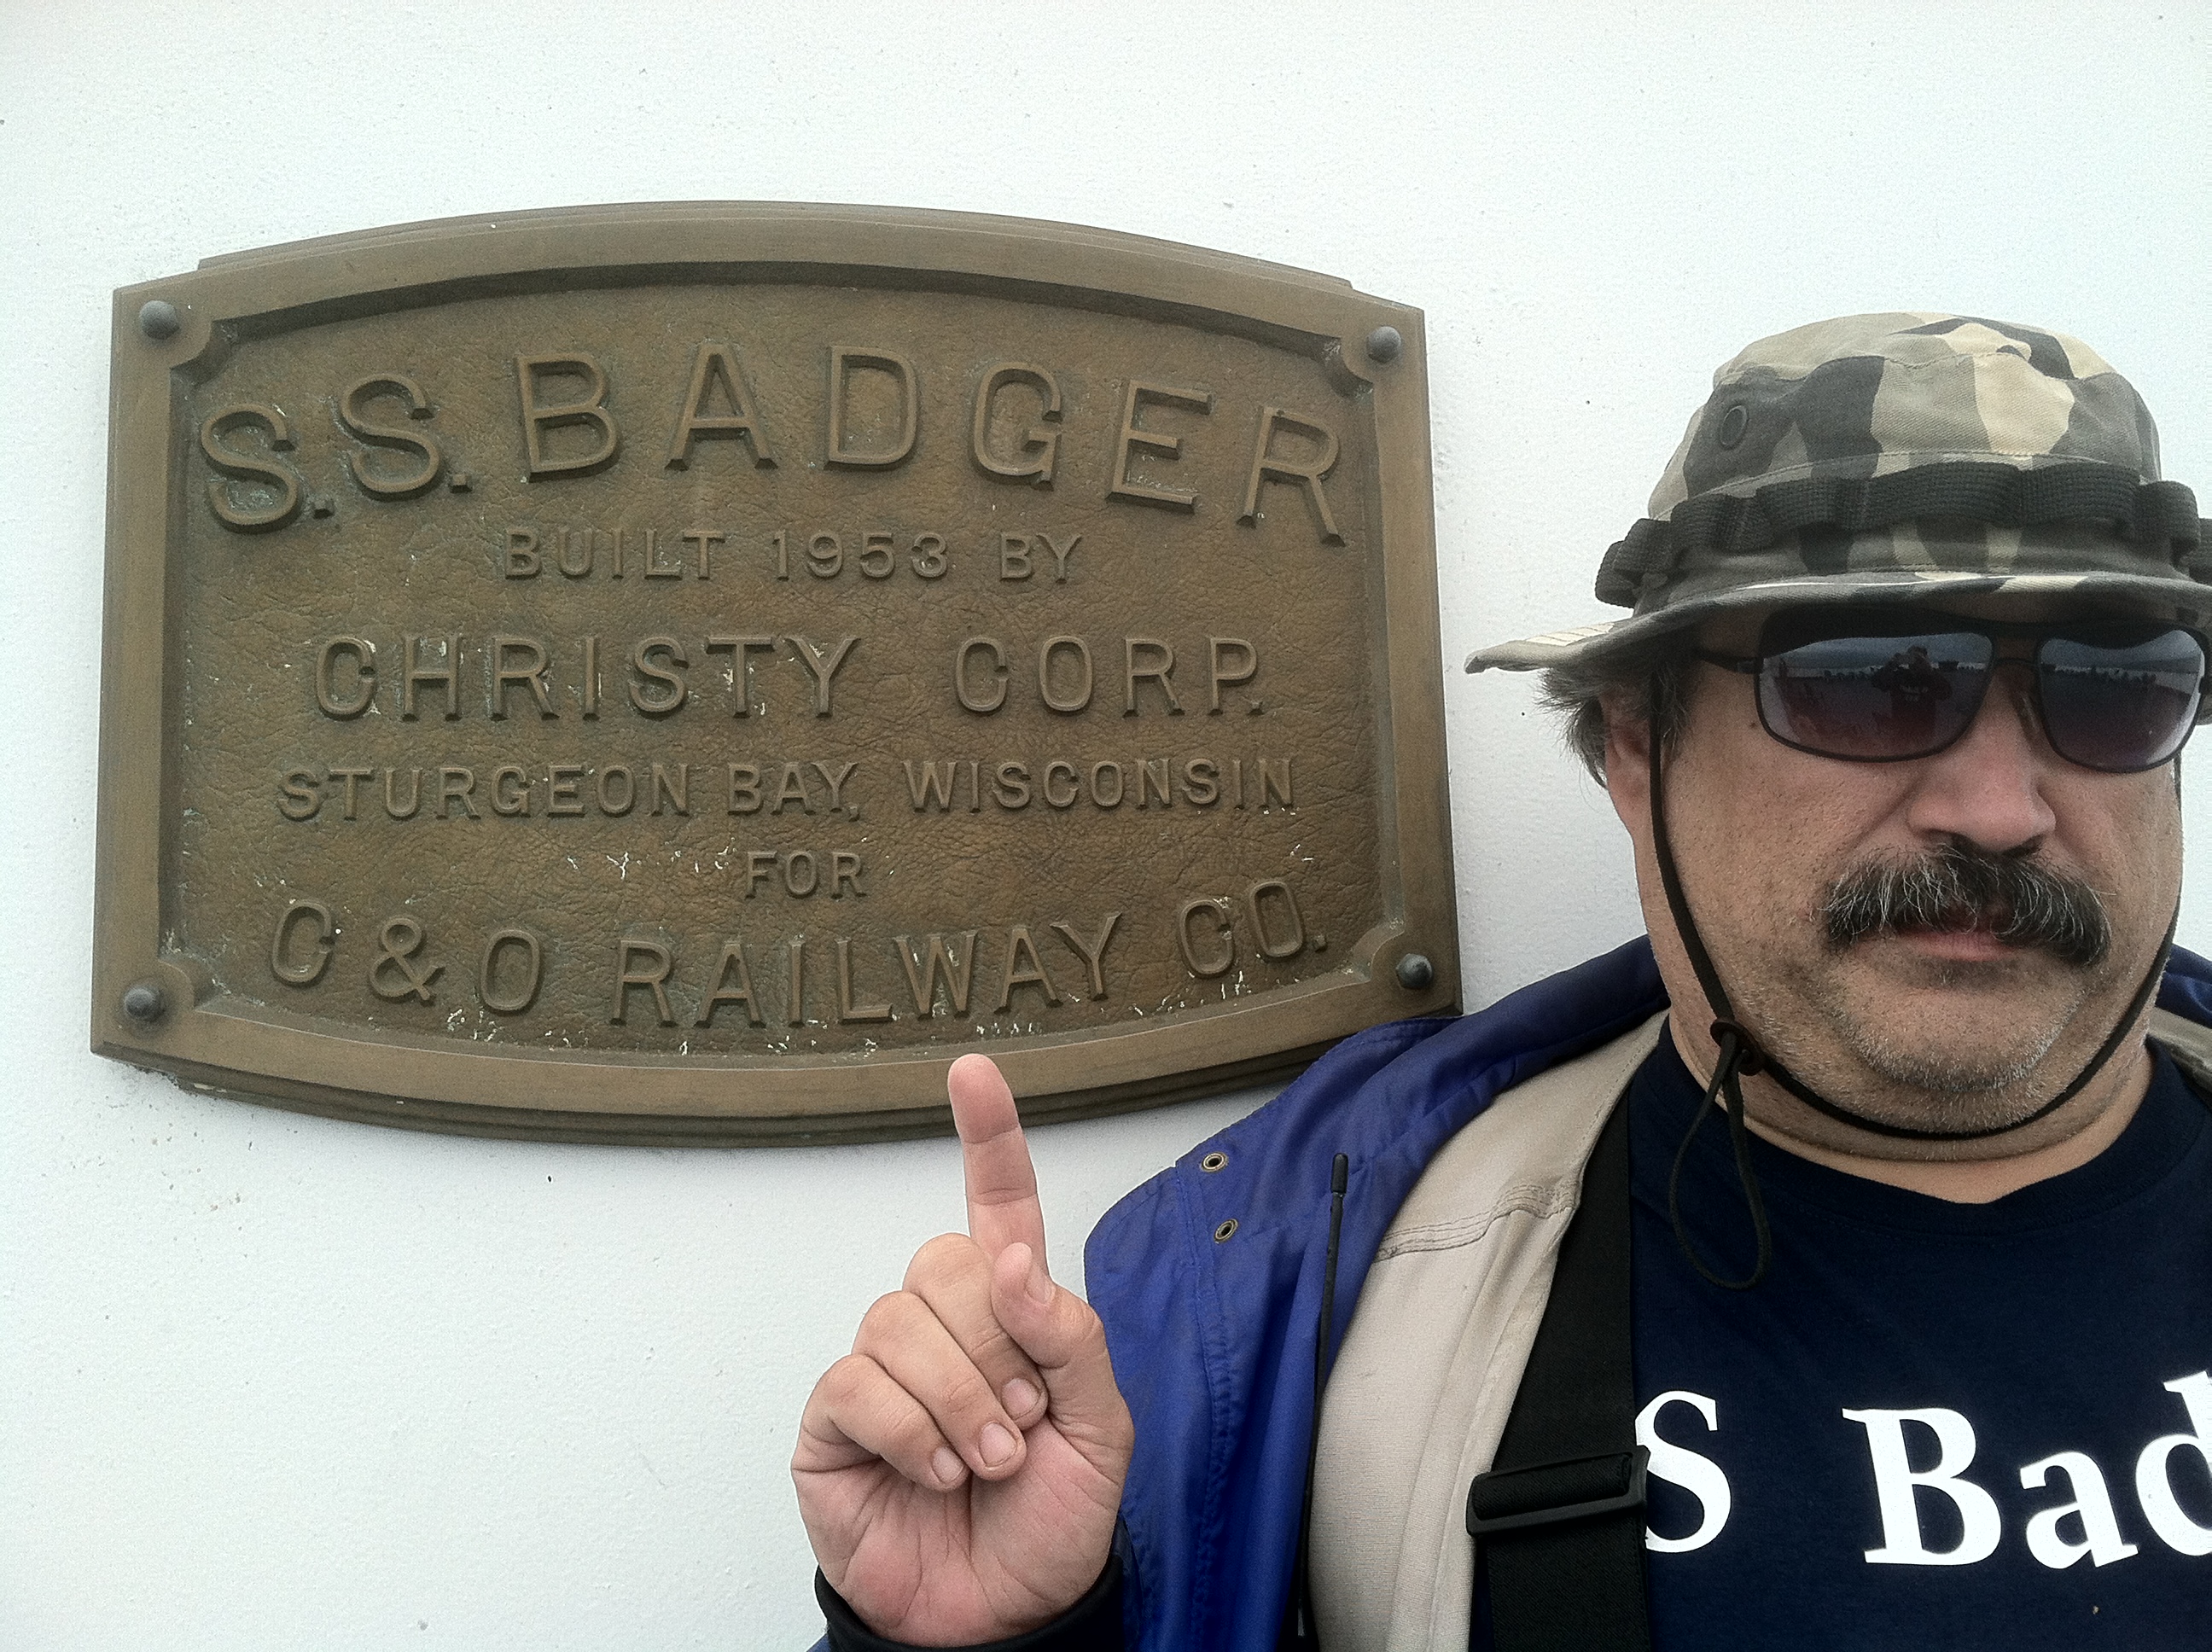 S.S. BADGER
BUILT 1953 BY
CHRISTY CORP.
STURGEON BAY, WISCONSIN
FOR
C & O RAILWAY CO.
S Bad